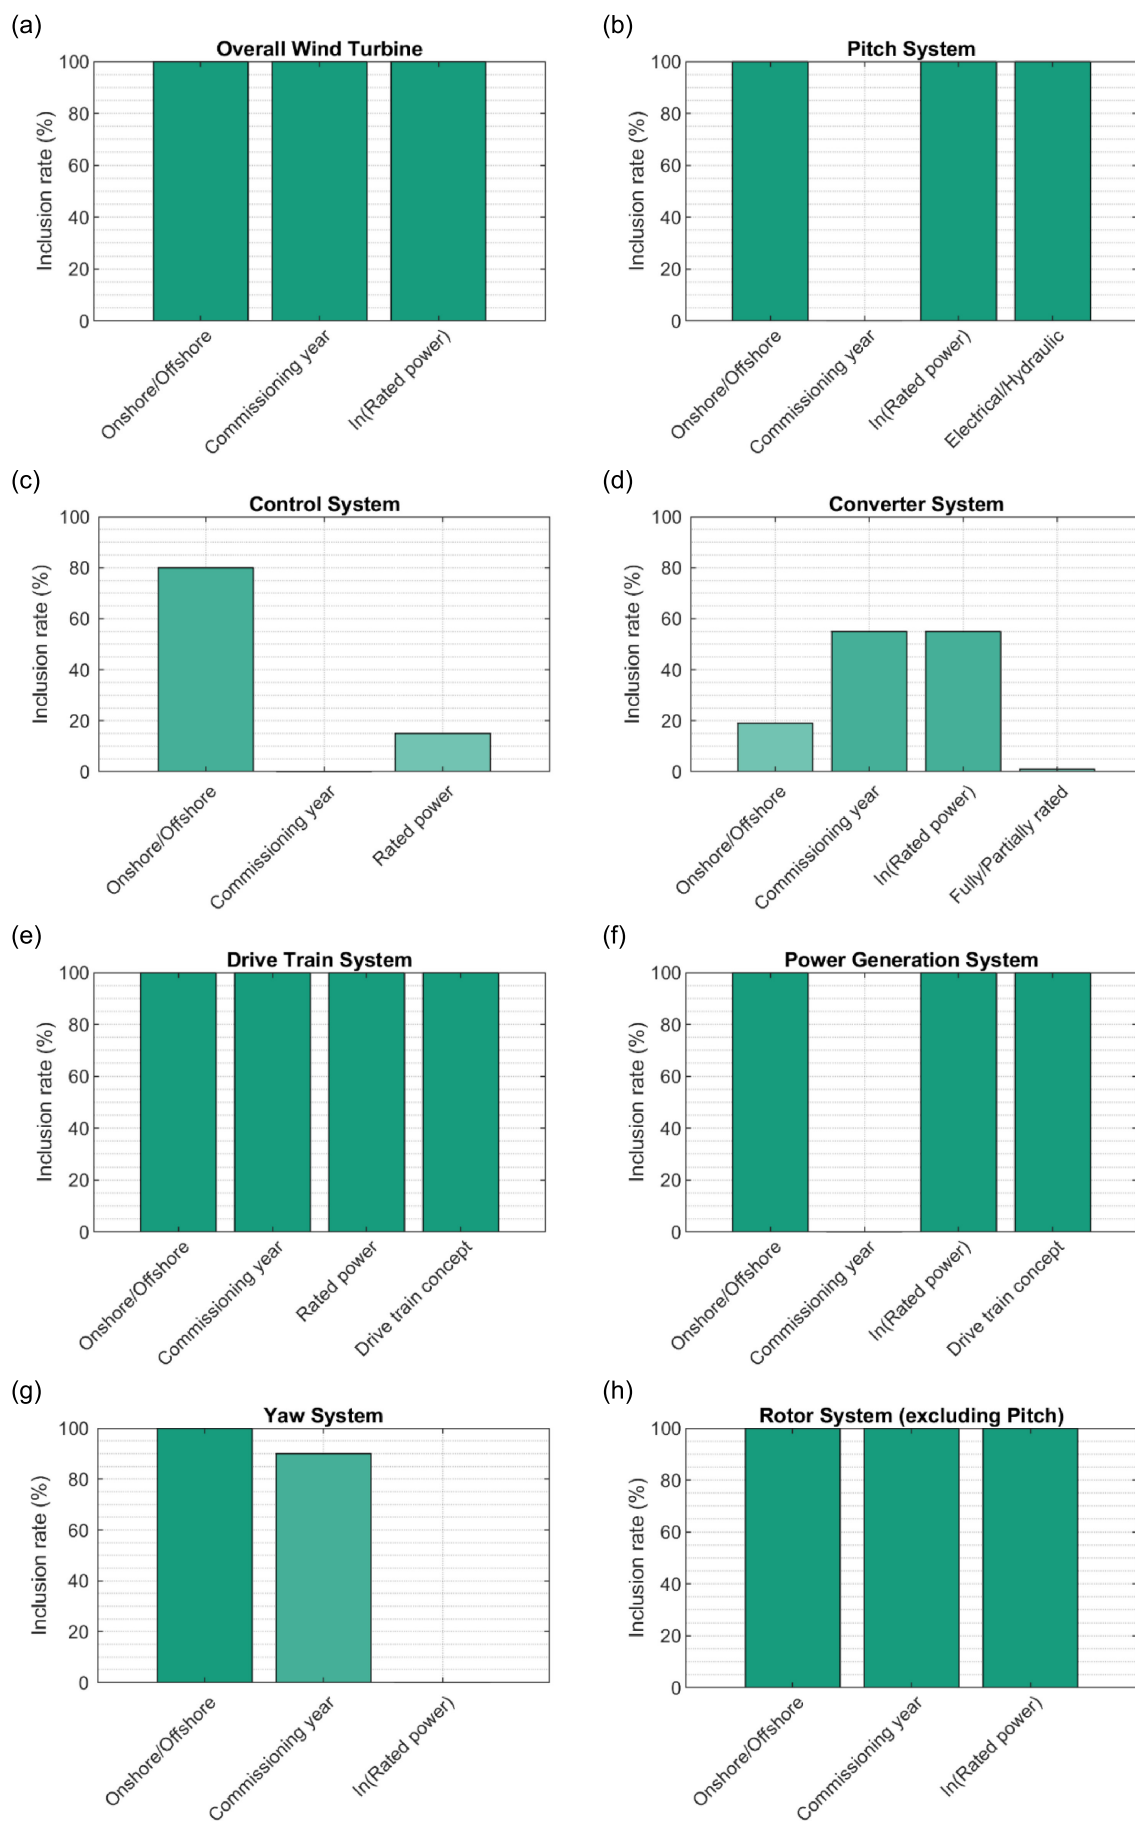 (a)
Overall Wind Turbine
100
80
60
40
20
0
Inclusion rate (%)
Onshore/Offshore
Commissioning year
ln(Rated power)
(b)
Pitch System
100
80
60
40
20
0
Inclusion rate (%)
Onshore/Offshore
Commissioning year
ln(Rated power)
Electrical/Hydraulic
(c)
Control System
100
80
60
40
20
0
Inclusion rate (%)
Onshore/Offshore
Commissioning year
Rated power
(d)
Converter System
100
80
60
40
20
0
Inclusion rate (%)
Onshore/Offshore
Commissioning year
ln(Rated power)
Fully/Partially rated
(e)
Drive Train System
100
80
60
40
20
0
Inclusion rate (%)
Onshore/Offshore
Commissioning year
Rated power
Drive train concept
(f)
Power Generation System
100
80
60
40
20
0
Inclusion rate (%)
Onshore/Offshore
Commissioning year
ln(Rated power)
Drive train concept
(g)
Yaw System
100
80
60
40
20
0
Inclusion rate (%)
Onshore/Offshore
Commissioning year
ln(Rated power)
(h)
Rotor System (excluding Pitch)
100
80
60
40
20
0
Inclusion rate (%)
Onshore/Offshore
Commissioning year
ln(Rated power)